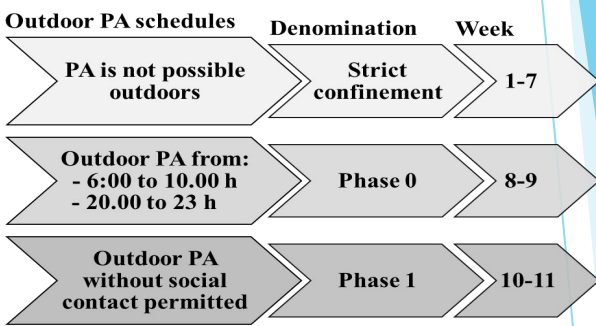 Outdoor PA schedules Denomination Week
PA is not possible
outdoors
Strict
confinement
1-7
Outdoor PA from:
- 6:00 to 10.00 h
- 20.00 to 23 h
Phase 0
8-9
Outdoor PA
without social
contact permitted
Phase 1
10-11